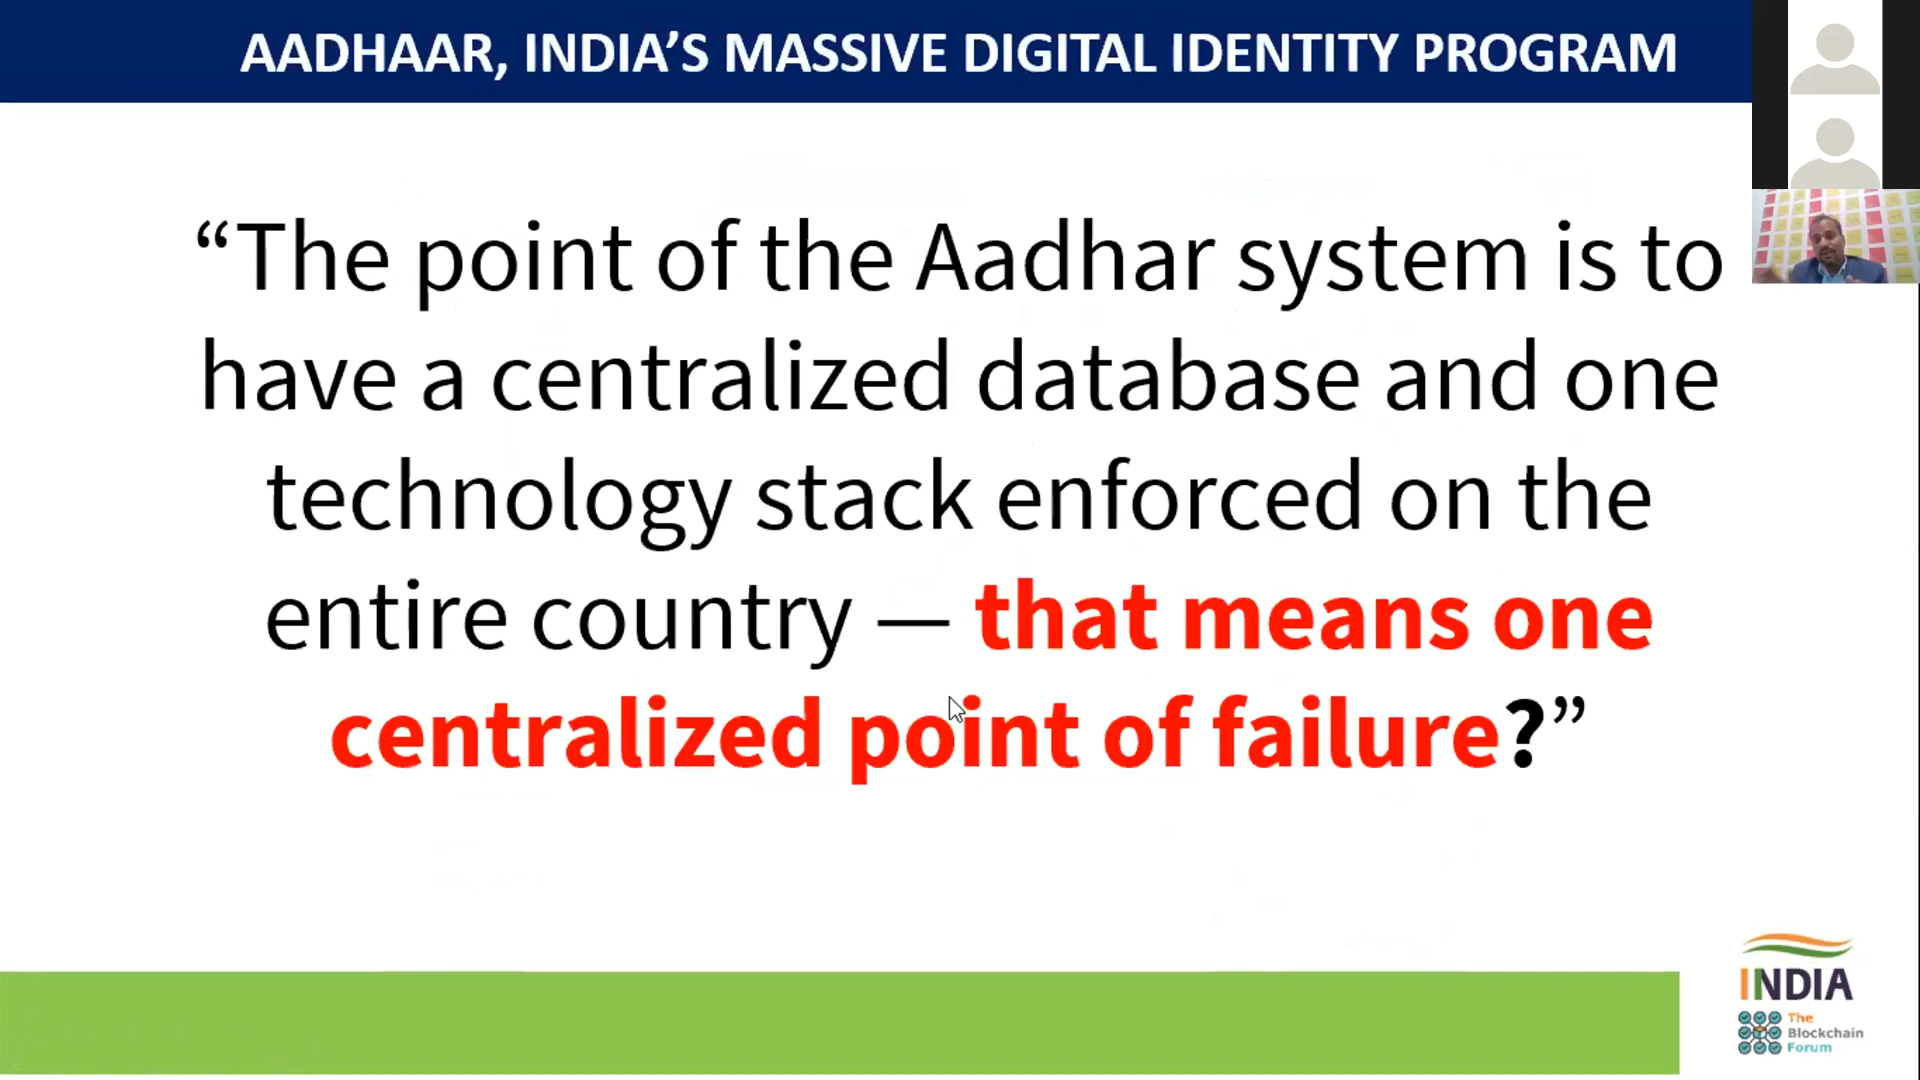 AADHAAR, INDIA’S MASSIVE DIGITAL IDENTITY PROGRAM
“The point of the Aadhar system is to
have a centralized database and one
technology stack enforced on the
entire country — that means one
centralized point of failure?”
INDIA
The
Blockchain
Forum